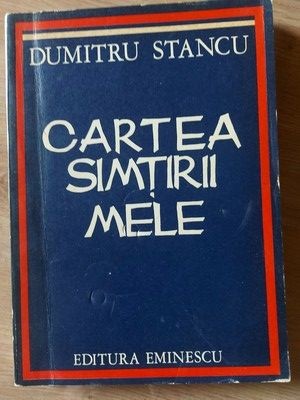 DUMITRU STANCU
CARTEA
SIMȚIRII
MELE
EDITURA EMINESCU